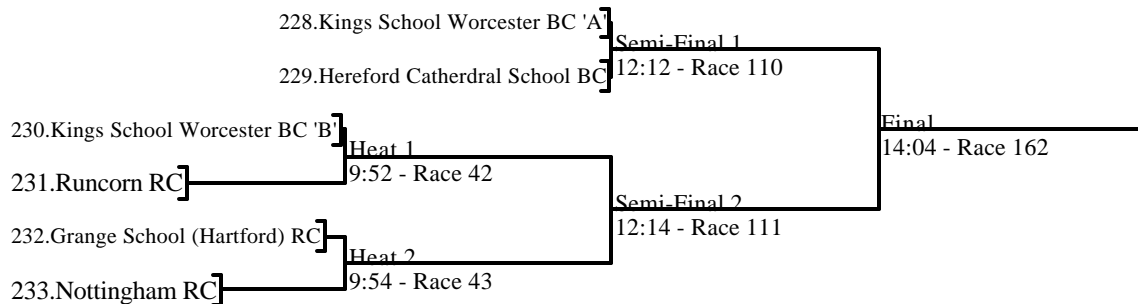 228.Kings School Worcester BC 'A'
Semi-Final 1
12:12 - Race 110
229.Hereford Catherdral School BC
230.Kings School Worcester BC 'B'
Final
14:04 - Race 162
Heat 1
9:52 - Race 42
231.Runcorn RC
Semi-Final 2
12:14 - Race 111
232.Grange School (Hartford) RC
Heat 2
9:54 - Race 43
233.Nottingham RC